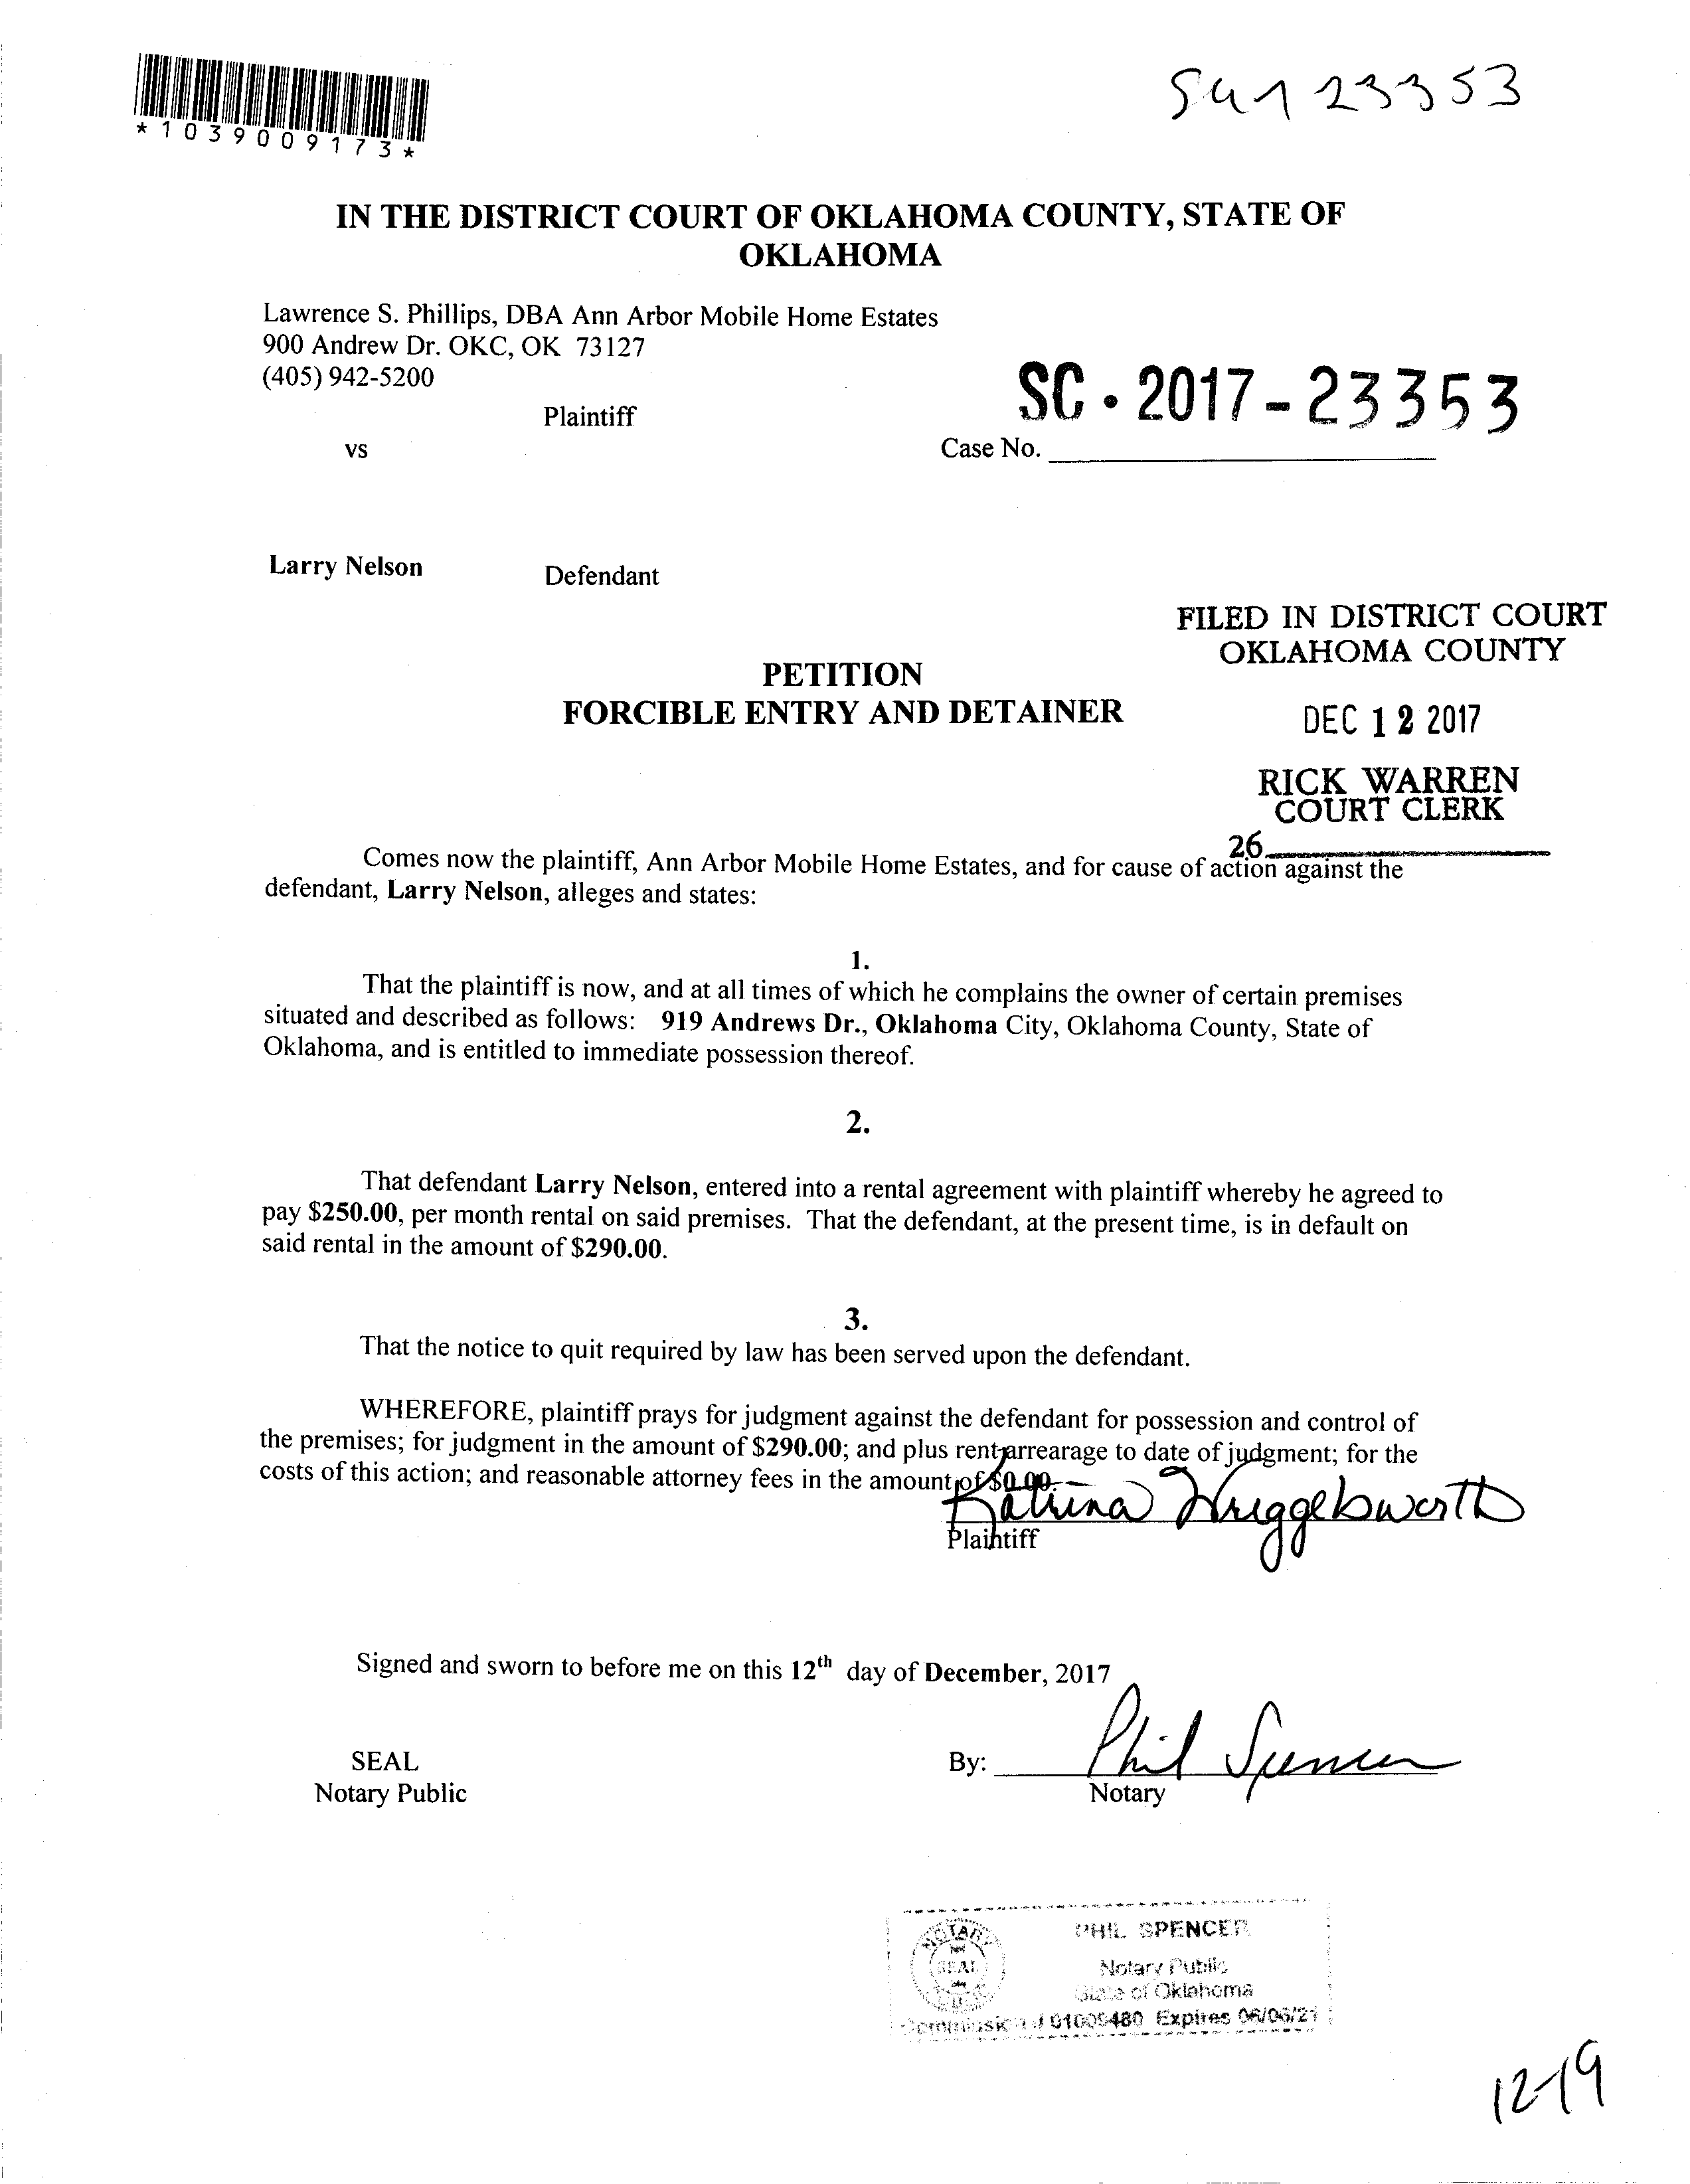 *1039009173*
IN THE DISTRICT COURT OF OKLAHOMA COUNTY, STATE OF
OKLAHOMA
Lawrence S. Phillips, DBA Ann Arbor Mobile Home Estates
900 Andrew Dr. OKC, OK 73127
(405) 942-5200
SC·2017-23353
Plaintiff
vs
Case No.
Larry Nelson
Defendant
FILED IN DISTRICT COURT
OKLAHOMA COUNTY
PETITION
FORCIBLE ENTRY AND DETAINER
DEC 12 2017
RICK WARREN
COURT CLERK
26
Comes now the plaintiff, Ann Arbor Mobile Home Estates, and for cause of action against the
defendant, Larry Nelson, alleges and states:
1.
That the plaintiff is now, and at all times of which he complains the owner of certain premises
situated and described as follows: 919 Andrews Dr., Oklahoma City, Oklahoma County, State of
Oklahoma, and is entitled to immediate possession thereof.
2.
That defendant Larry Nelson, entered into a rental agreement with plaintiff whereby he agreed to
pay $250.00, per month rental on said premises. That the defendant, at the present time, is in default on
said rental in the amount of $290.00.
3.
That the notice to quit required by law has been served upon the defendant.
WHEREFORE, plaintiff prays for judgment against the defendant for possession and control of
the premises; for judgment in the amount of $290.00; and plus rent arrearage to date of judgment; for the
costs of this action; and reasonable attorney fees in the amount of $0.00.
Katrina
Plaintiff
Signed and sworn to before me on this 12th day of December, 2017
SEAL
By: Phil Spencer
Notary Public
Notary
PHIL SPENCER
NOTARY
SEAL
Notary Public
State of Oklahoma
Commission # 01009480 Expires 06/06/21
12-19